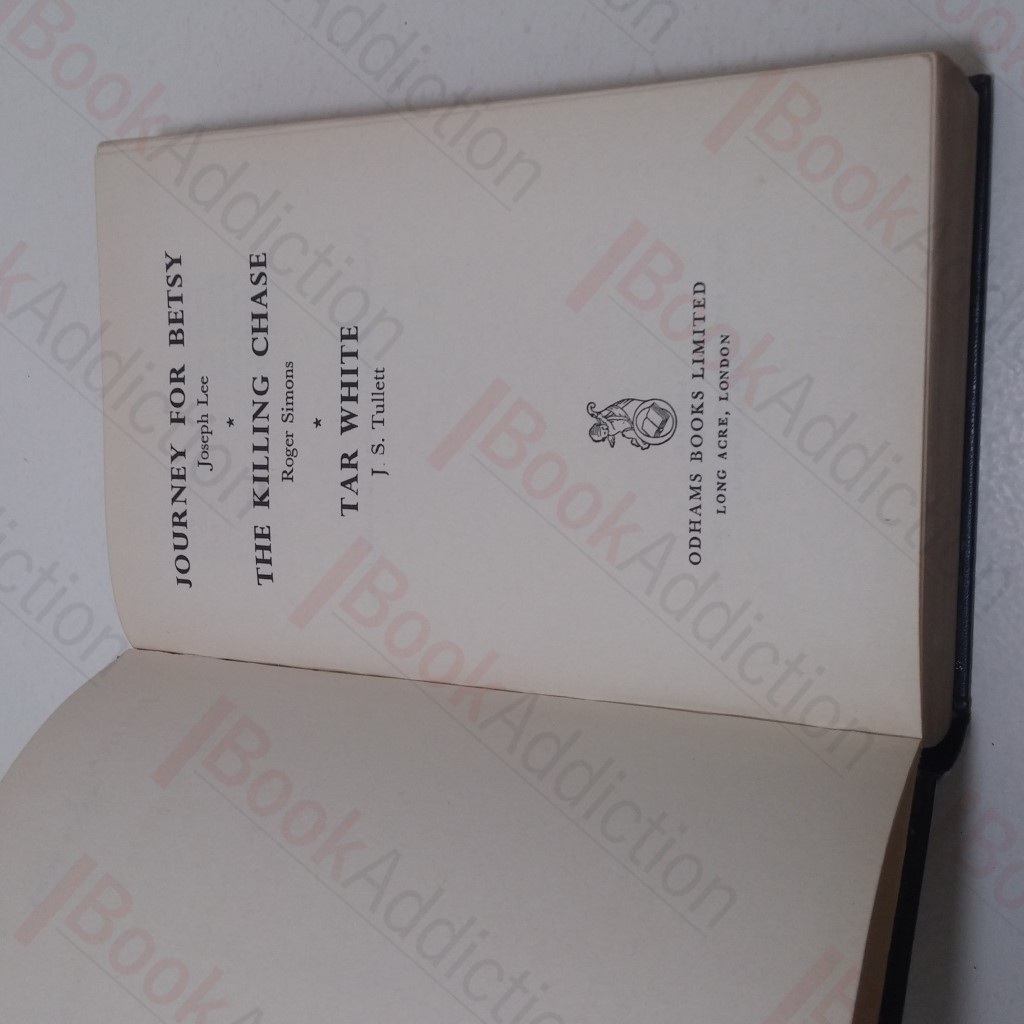 JOURNEY FOR BETSY
Joseph Lee
★
THE KILLING CHASE
Roger Simons
★
TAR WHITE
J. S. Tullett
ODHAMS BOOKS LIMITED
LONG ACRE, LONDON
BookAddiction